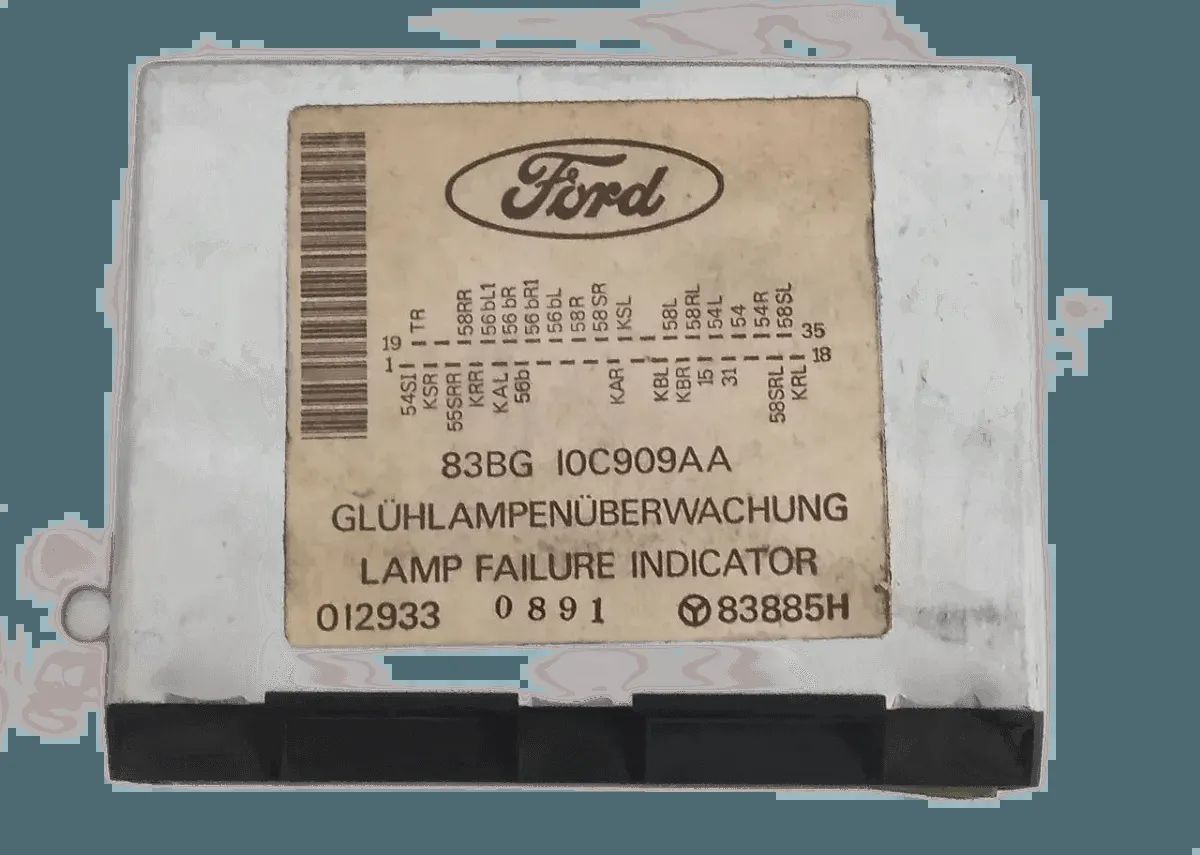 Ford
TR 58RR 56bL1 56bR 56bR1 56bL 58R 58SR KSL 58L 58RL 54L 54 54R 58SL
19 35
1 18
54S KSR 55SRR KRR KAL 56b KAR KBL KBR 15 31 58SRL KRL
83BG 10C909AA
GLÜHLAMPENÜBERWACHUNG
LAMP FAILURE INDICATOR
012933 0891 83885H